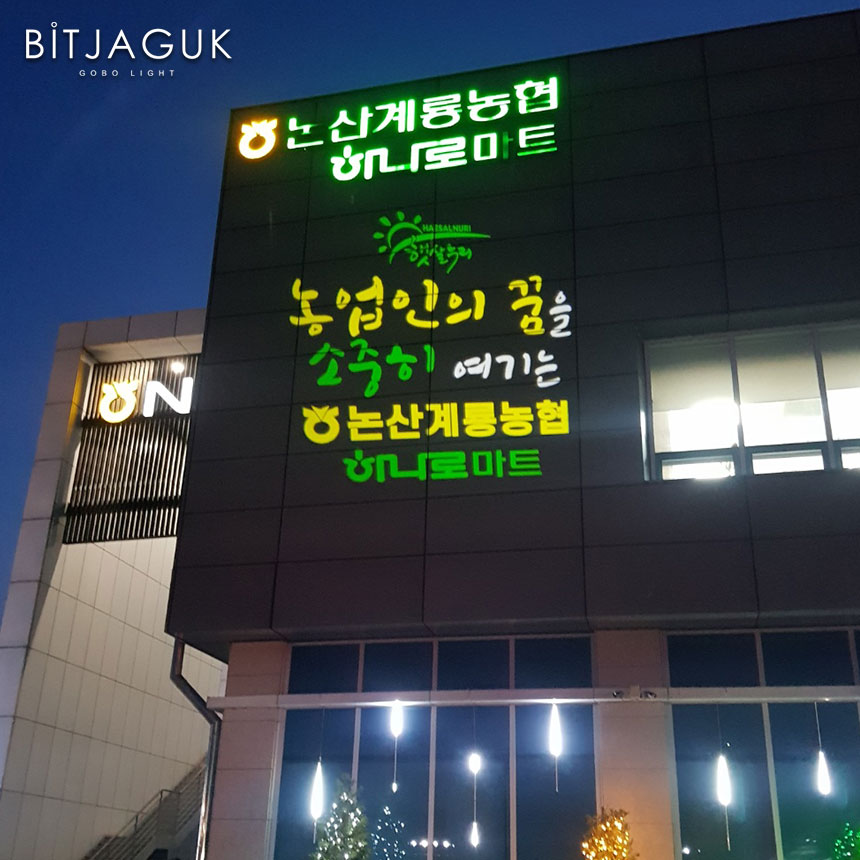 BİTJAGUK
GOBO LIGHT
논산계룡농협
하나로마트
HAESALNURI
햇살누리
농업인의 꿈을
소중히 여기는
논산계룡농협
하나로마트
N